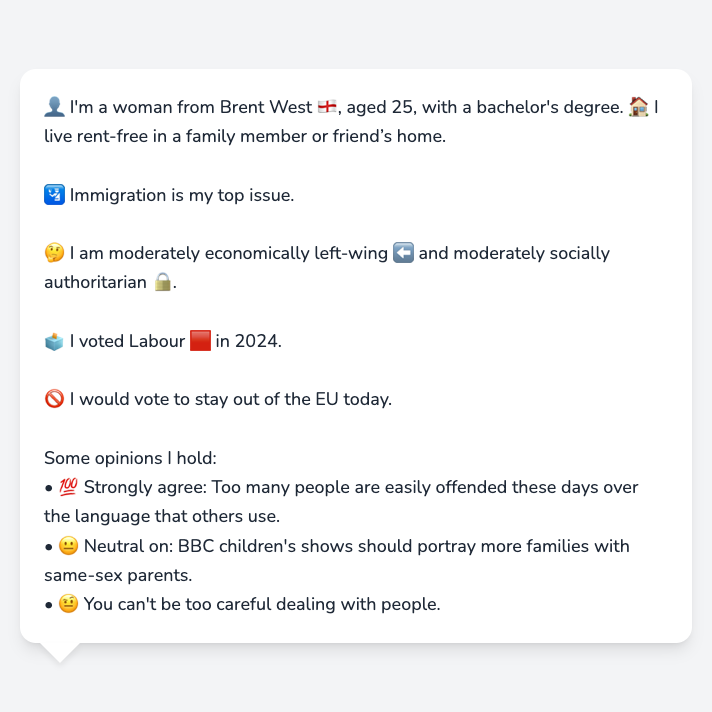 👤 I'm a woman from Brent West 🏴󠁧󠁢󠁥󠁮󠁧󠁿, aged 25, with a bachelor's degree. 🏠 I
live rent-free in a family member or friend’s home.
🛂 Immigration is my top issue.
🤔 I am moderately economically left-wing ⬅️ and moderately socially
authoritarian 🔒.
🗳️ I voted Labour 🟥 in 2024.
🚫 I would vote to stay out of the EU today.
Some opinions I hold:
• 💯 Strongly agree: Too many people are easily offended these days over
the language that others use.
• 😐 Neutral on: BBC children's shows should portray more families with
same-sex parents.
• 🤨 You can't be too careful dealing with people.